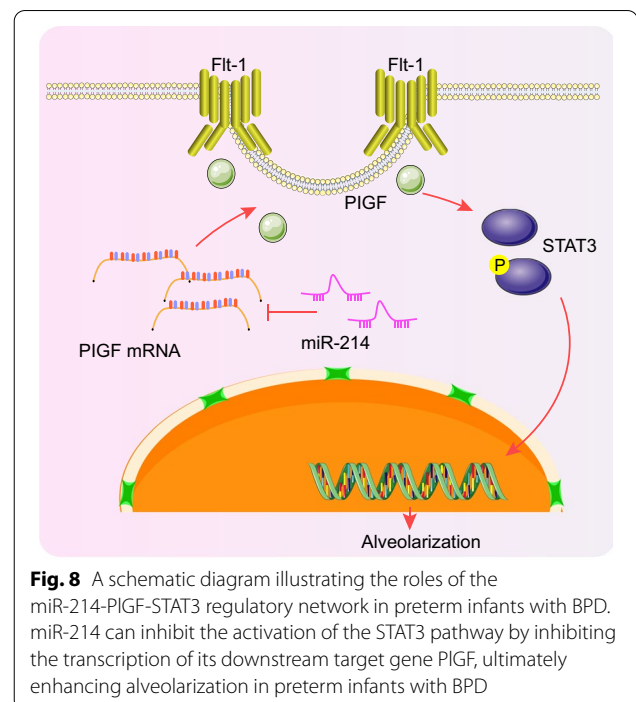 Flt-1 Flt-1
PlGF
STAT3
P
PlGF mRNA
miR-214
Alveolarization
Fig. 8 A schematic diagram illustrating the roles of the
miR-214-PlGF-STAT3 regulatory network in preterm infants with BPD.
miR-214 can inhibit the activation of the STAT3 pathway by inhibiting
the transcription of its downstream target gene PlGF, ultimately
enhancing alveolarization in preterm infants with BPD